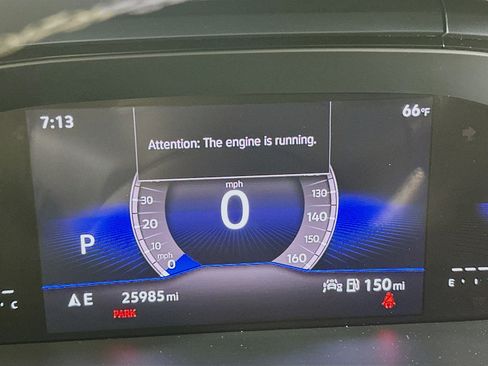 7:13
66°F
Attention: The engine is running.
mph
0
30
20
10
mph
0
130
140
150
160
P
C
E
E
25985 mi
150 mi
PARK